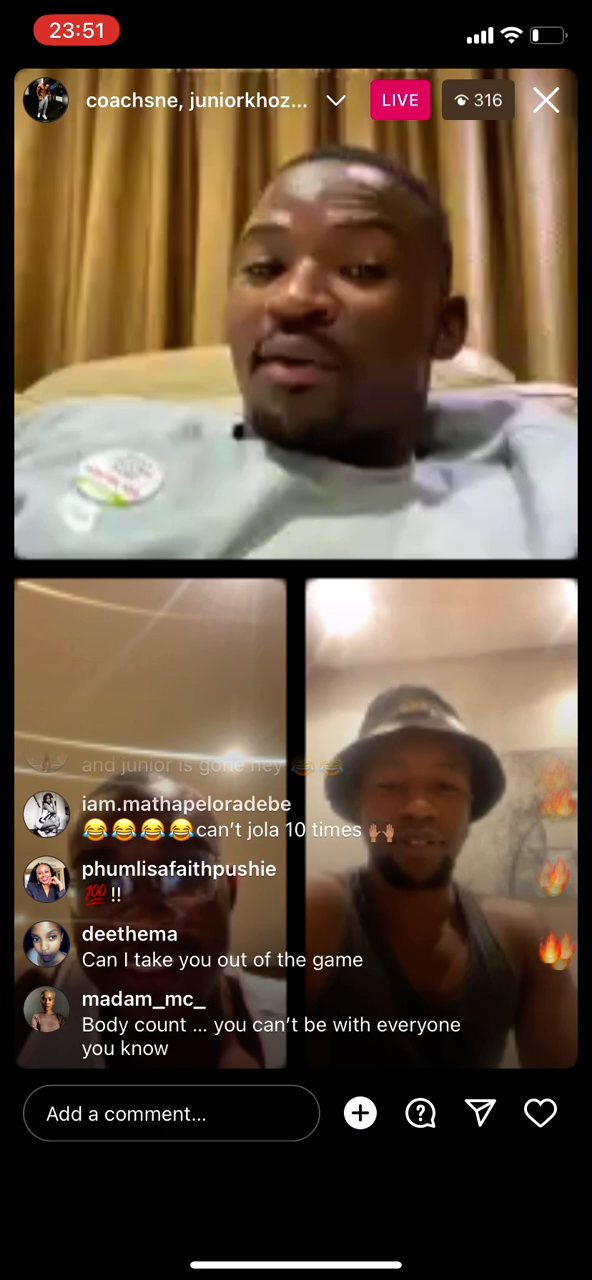 23:51
coachsne, juniorkhoz...
LIVE
316
and junior is gone hey 😂😂
iam.mathapeloradebe
😂😂😂😂can't jola 10 times 🙌🏽
phumlisafaithpushie
💯!!
deethema
Can I take you out of the game
madam_mc_
Body count ... you can't be with everyone
you know
Add a comment...